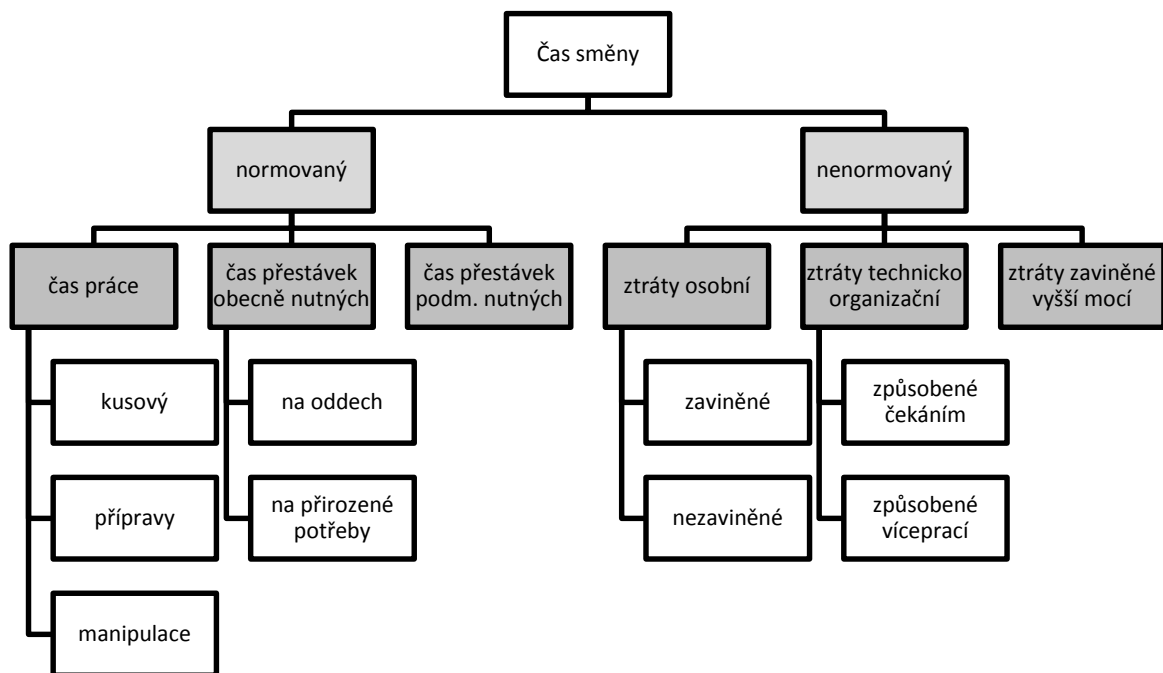 Čas směny
normovaný
nenormovaný
čas práce
čas přestávek
obecně nutných
čas přestávek
podm. nutných
ztráty osobní
ztráty technicko
organizační
ztráty zaviněné
vyšší mocí
kusový
na oddech
zaviněné
způsobené
čekáním
přípravy
na přirozené
potřeby
nezaviněné
způsobené
víceprací
manipulace